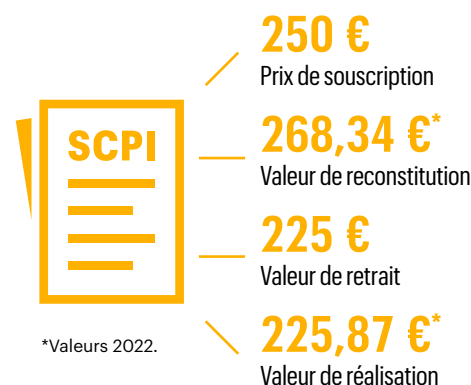 250 €
Prix de souscription
SCPI
268,34 €*
Valeur de reconstitution
225 €
Valeur de retrait
225,87 €*
Valeur de réalisation
*Valeurs 2022.